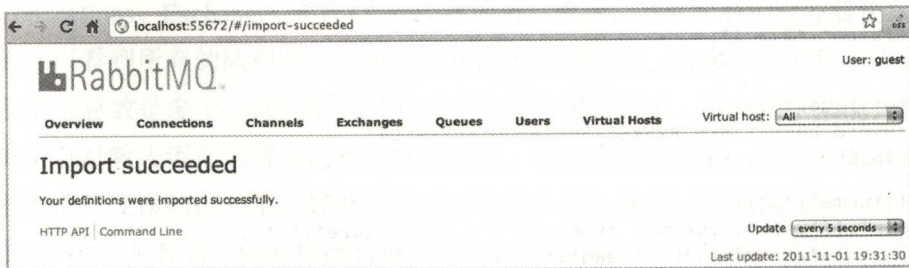 localhost:55672/#/import-succeeded
css
RabbitMQ
User: guest
Overview Connections Channels Exchanges Queues Users Virtual Hosts Virtual host: All
Import succeeded
Your definitions were imported successfully.
HTTP API | Command Line
Update every 5 seconds
Last update: 2011-11-01 19:31:30